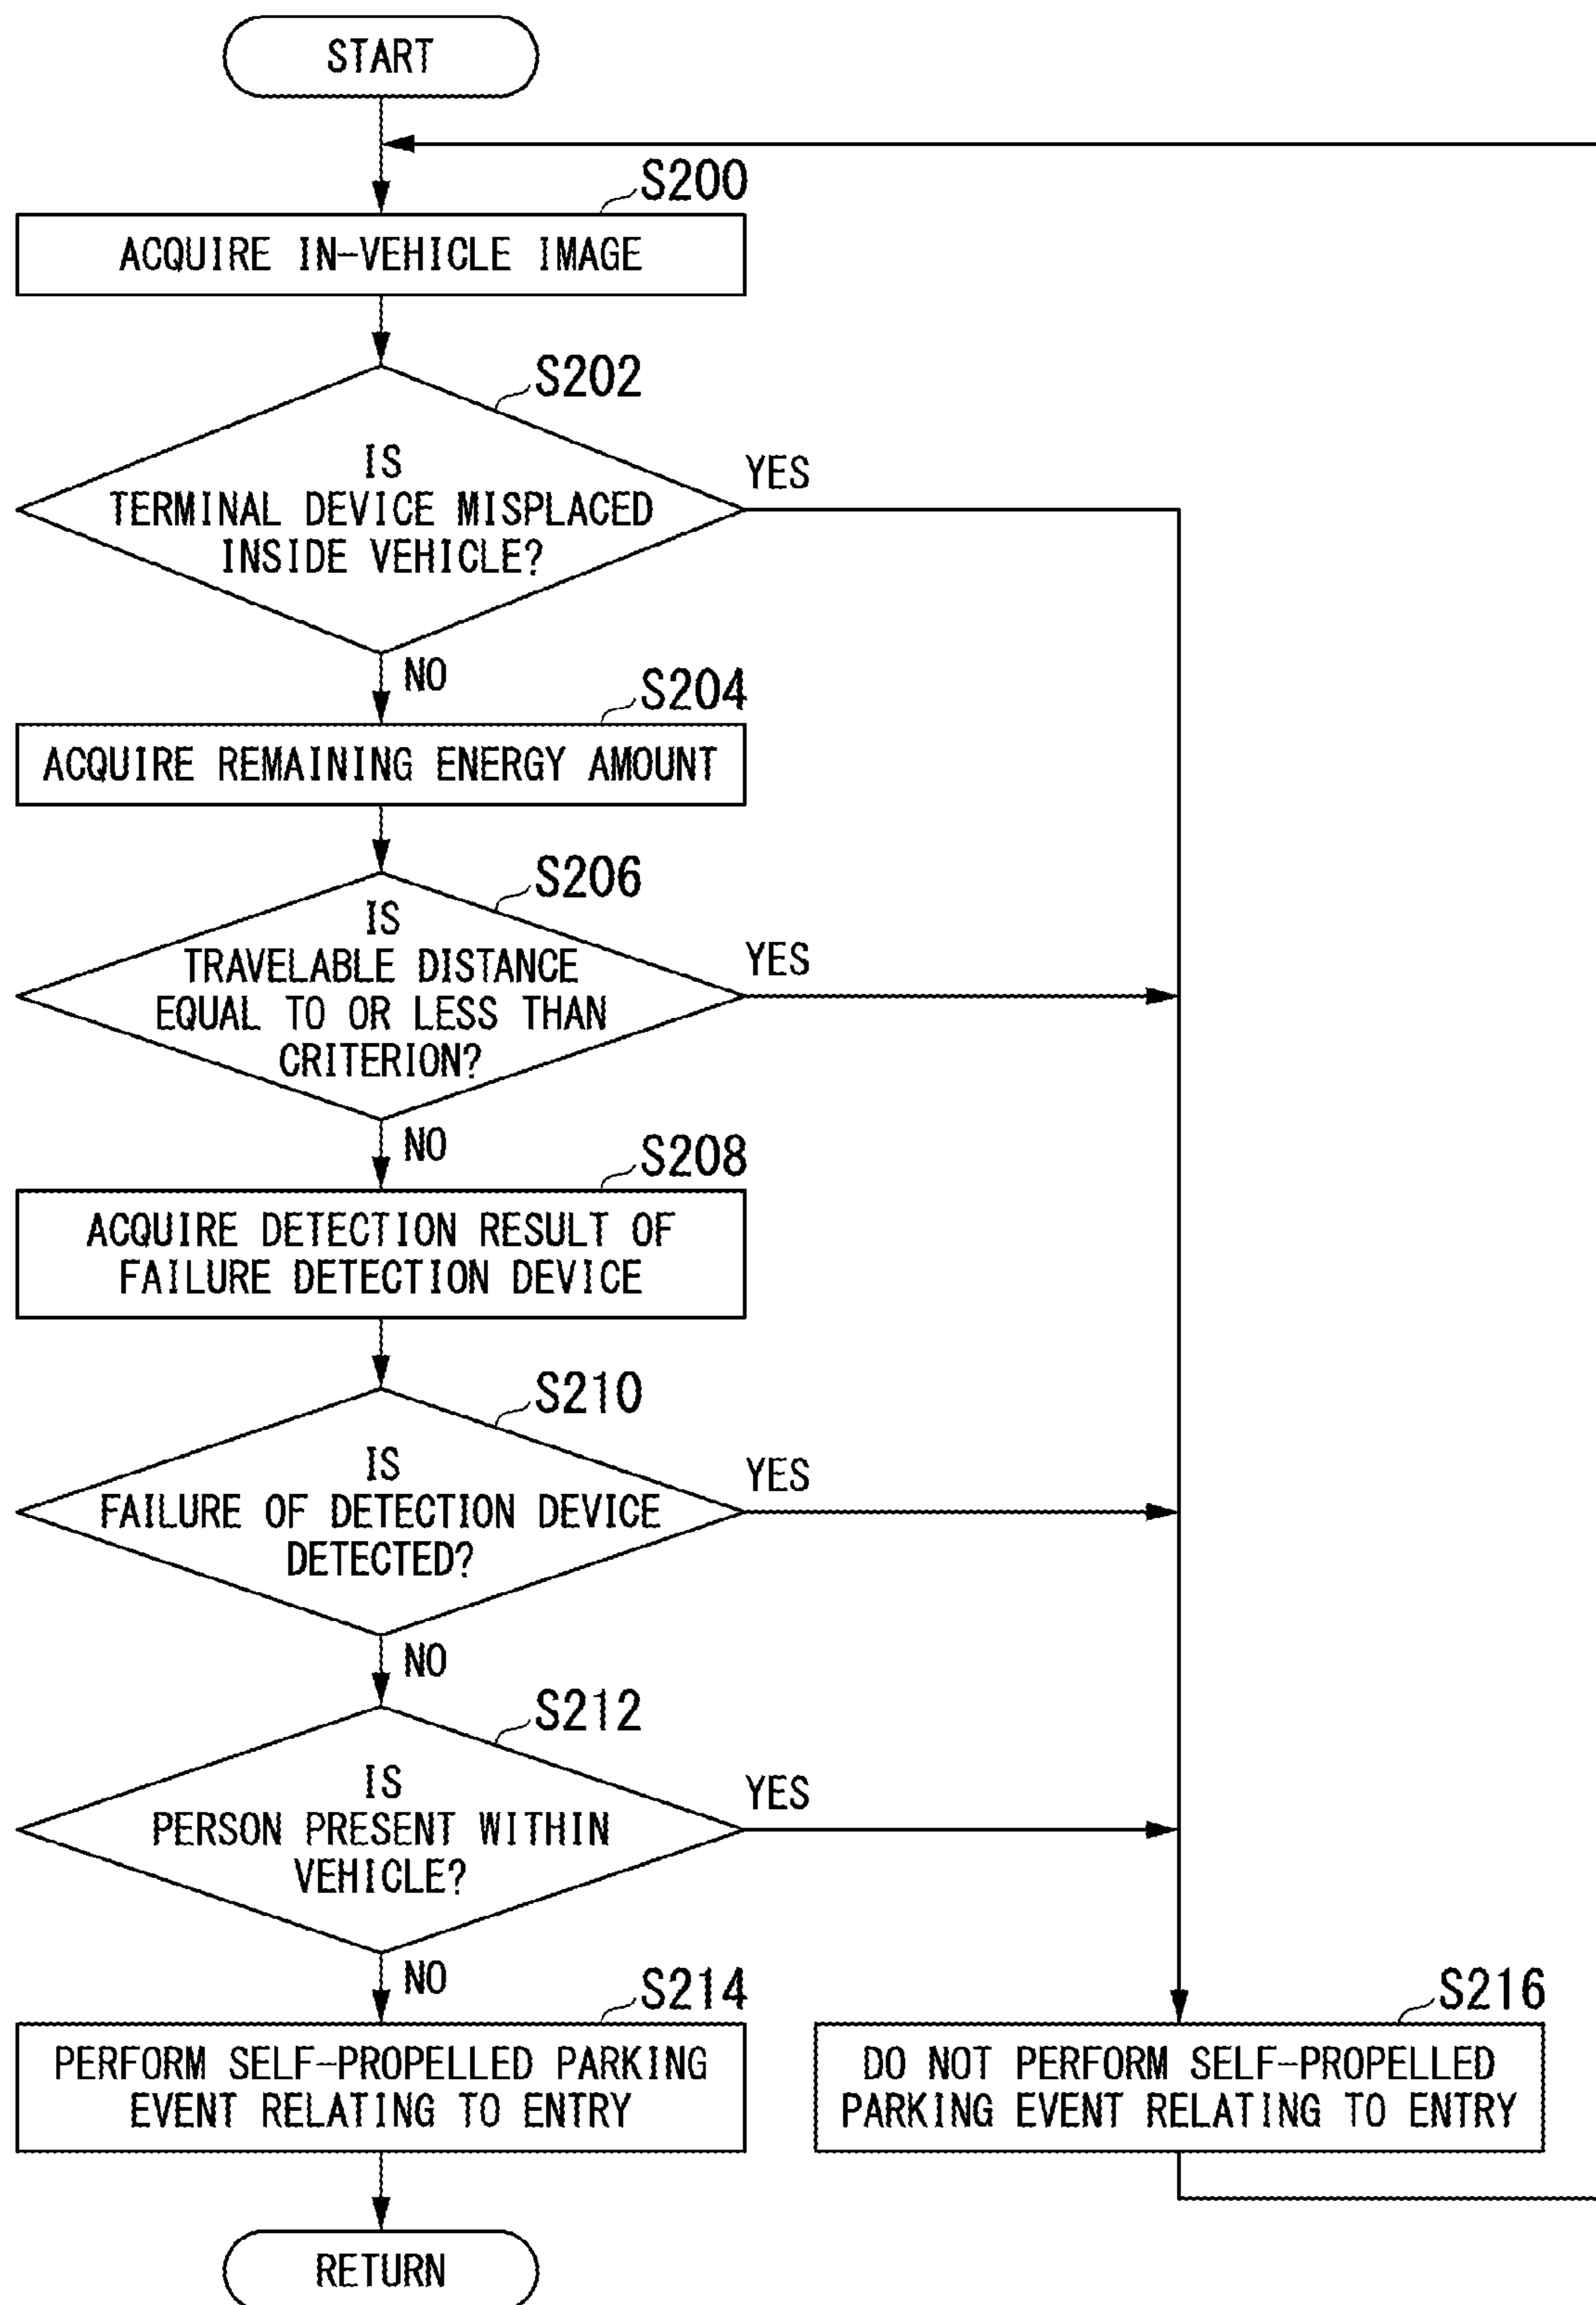 START
S200
ACQUIRE IN-VEHICLE IMAGE
S202
IS
TERMINAL DEVICE MISPLACED
INSIDE VEHICLE?
YES
NO
S204
ACQUIRE REMAINING ENERGY AMOUNT
S206
IS
TRAVELABLE DISTANCE
EQUAL TO OR LESS THAN
CRITERION?
YES
NO
S208
ACQUIRE DETECTION RESULT OF
FAILURE DETECTION DEVICE
S210
IS
FAILURE OF DETECTION DEVICE
DETECTED?
YES
NO
S212
IS
PERSON PRESENT WITHIN
VEHICLE?
YES
NO
S214
PERFORM SELF-PROPELLED PARKING
EVENT RELATING TO ENTRY
S216
DO NOT PERFORM SELF-PROPELLED
PARKING EVENT RELATING TO ENTRY
RETURN